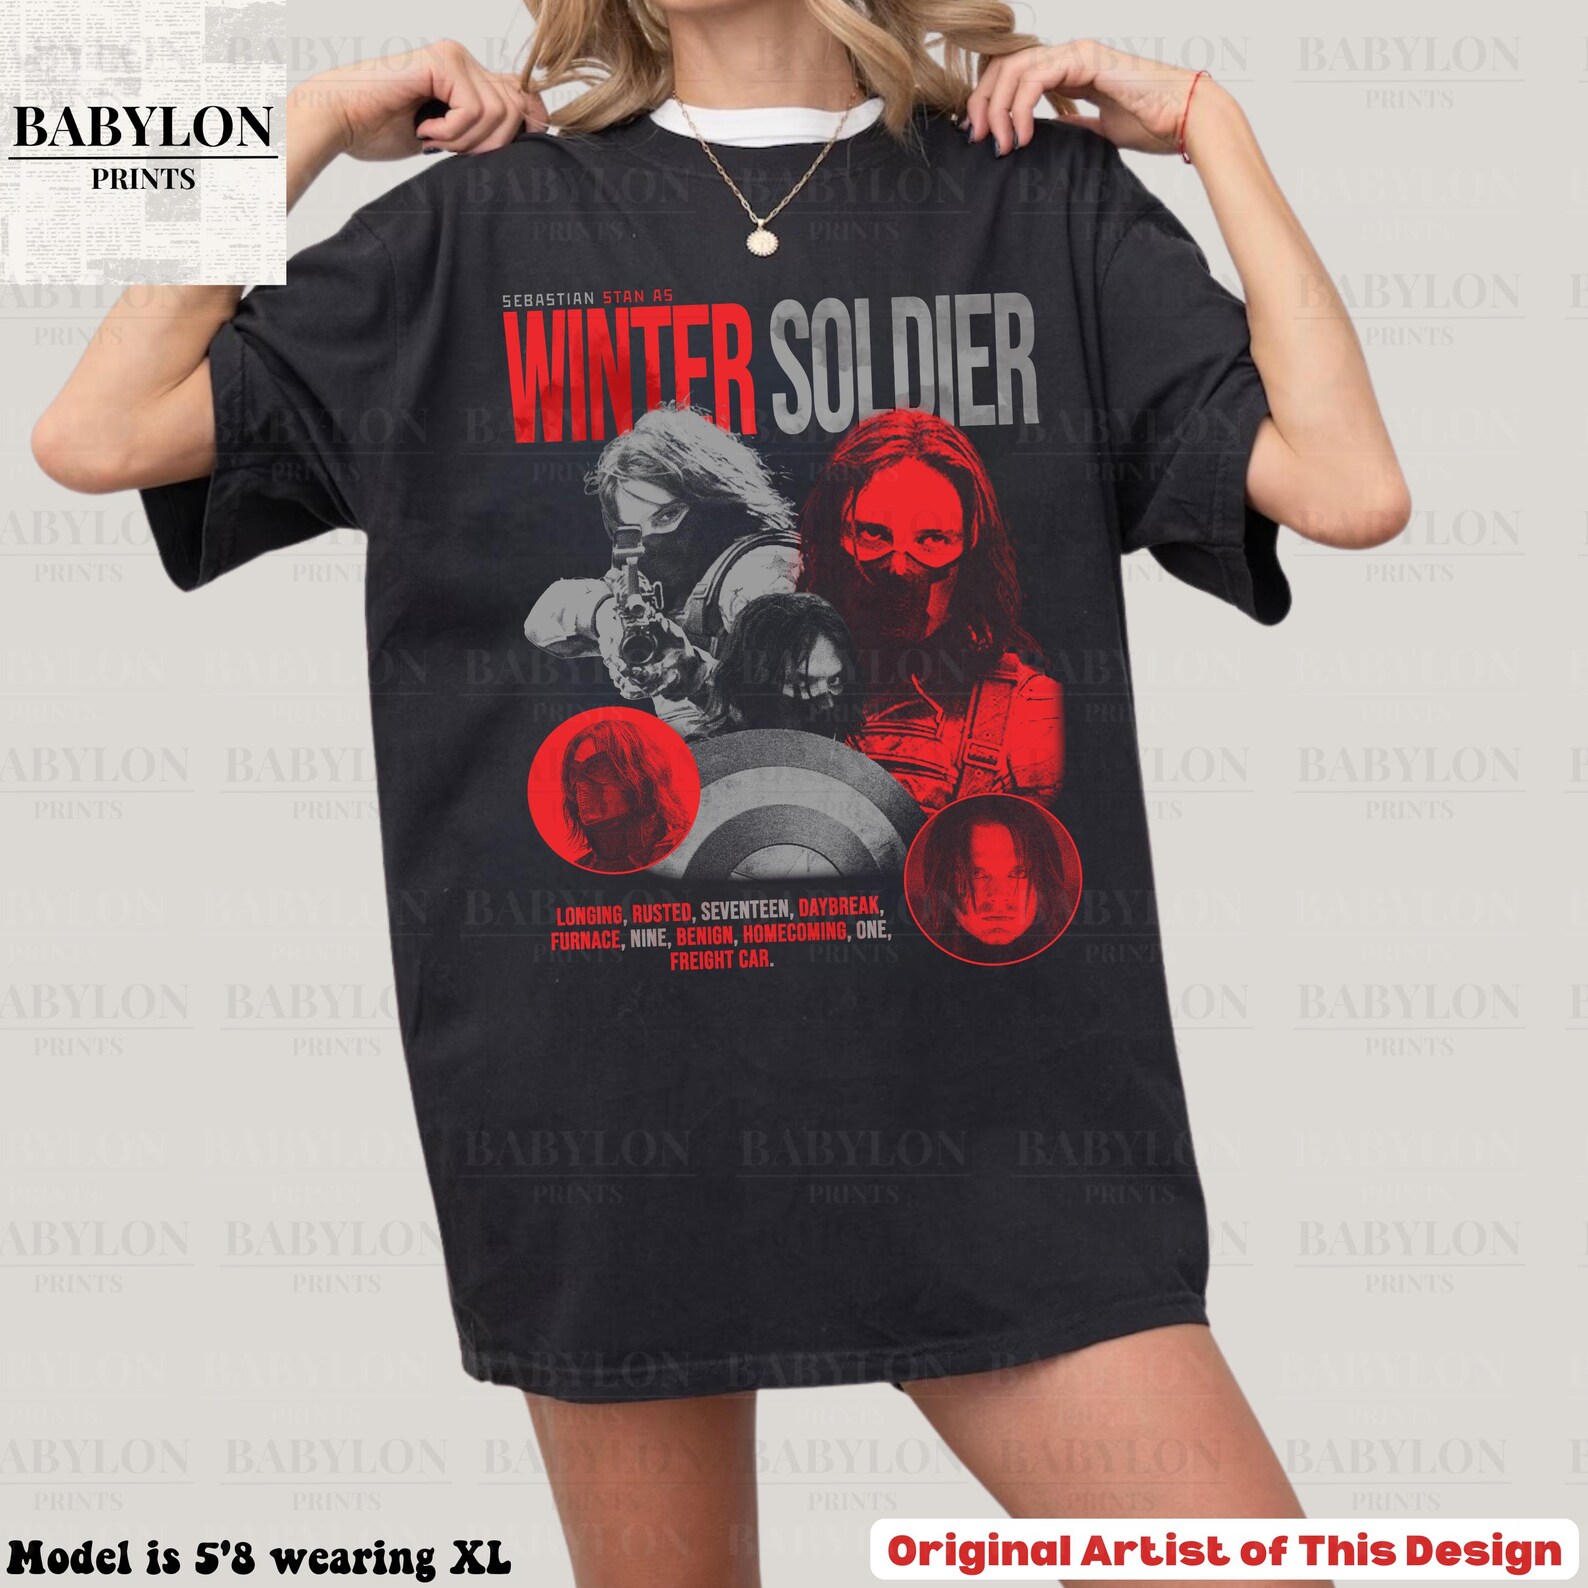 BABYLON
PRINTS
SEBASTIAN STAN AS
WINTER SOLDIER
LONGING, RUSTED, SEVENTEEN, DAYBREAK,
FURNACE, NINE, BENIGN, HOMECOMING, ONE,
FREIGHT CAR.
Model is 5'8 wearing XL
Original Artist of This Design